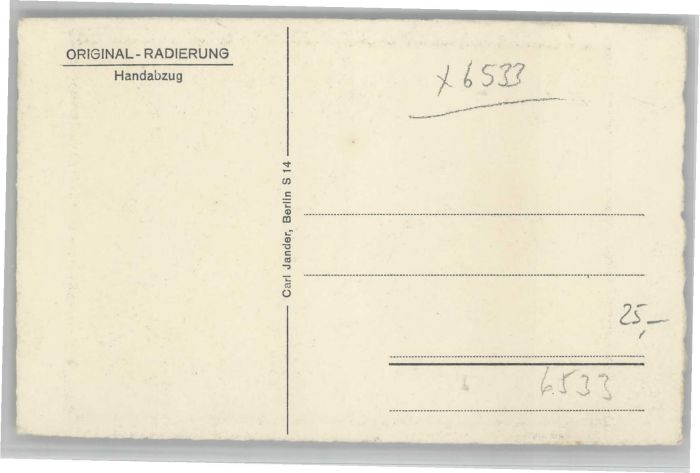 ORIGINAL - RADIERUNG
Handabzug
Carl Jander, Berlin S 14
X 6533
25,—
6533